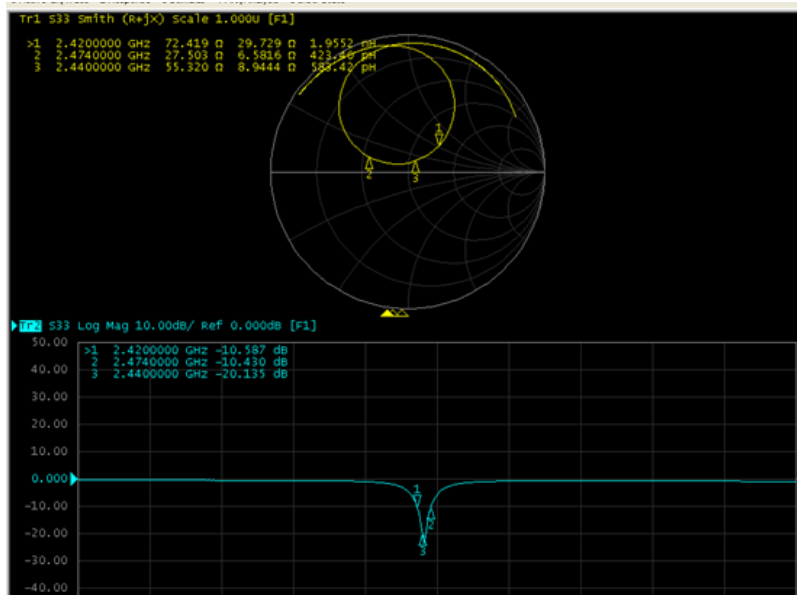 Tr1 S33 Smith (R+jX) Scale 1.000U [F1]
>1 2.4200000 GHz 72.419 Ω 29.729 Ω 1.9552 nH
2 2.4740000 GHz 27.503 Ω 6.5816 Ω 423.40 pH
3 2.4400000 GHz 55.320 Ω 8.9444 Ω 583.42 pH
1
2
3
Tr2 S33 Log Mag 10.00dB/ Ref 0.000dB [F1]
50.00
>1 2.4200000 GHz -10.587 dB
2 2.4740000 GHz -10.430 dB
40.00
3 2.4400000 GHz -20.135 dB
30.00
20.00
10.00
0.000
1
-10.00
2
-20.00
3
-30.00
-40.00